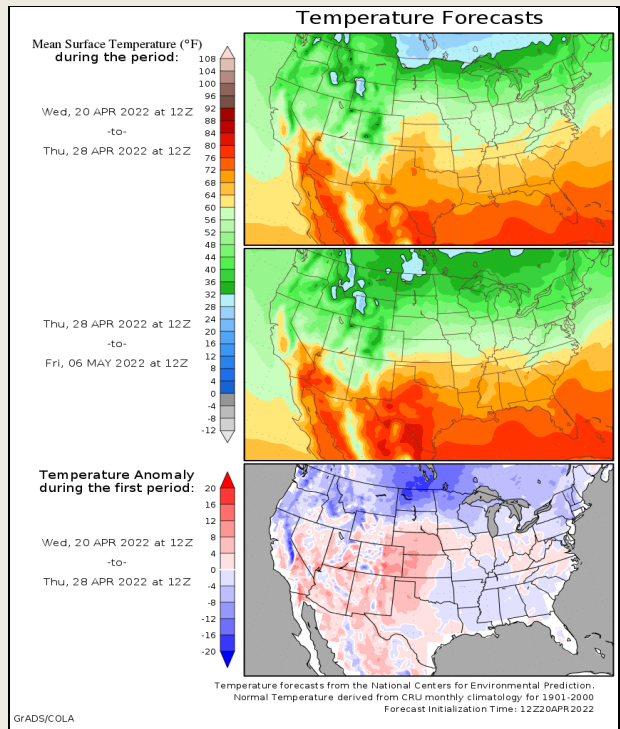 Temperature Forecasts
Mean Surface Temperature (°F)
during the period:
Wed, 20 APR 2022 at 12Z
-to-
Thu, 28 APR 2022 at 12Z
108
104
100
96
92
88
84
80
76
72
68
64
60
56
52
48
44
40
36
32
28
24
20
16
12
8
4
0
-4
-8
-12
Thu, 28 APR 2022 at 12Z
-to-
Fri, 06 MAY 2022 at 12Z
Temperature Anomaly
during the first period:
Wed, 20 APR 2022 at 12Z
-to-
Thu, 28 APR 2022 at 12Z
20
16
12
8
4
0
-4
-8
-12
-16
-20
Temperature forecasts from the National Centers for Environmental Prediction.
Normal Temperature derived from CRU monthly climatology for 1901-2000
Forecast Initialization Time: 12Z20APR2022
GrADS/COLA